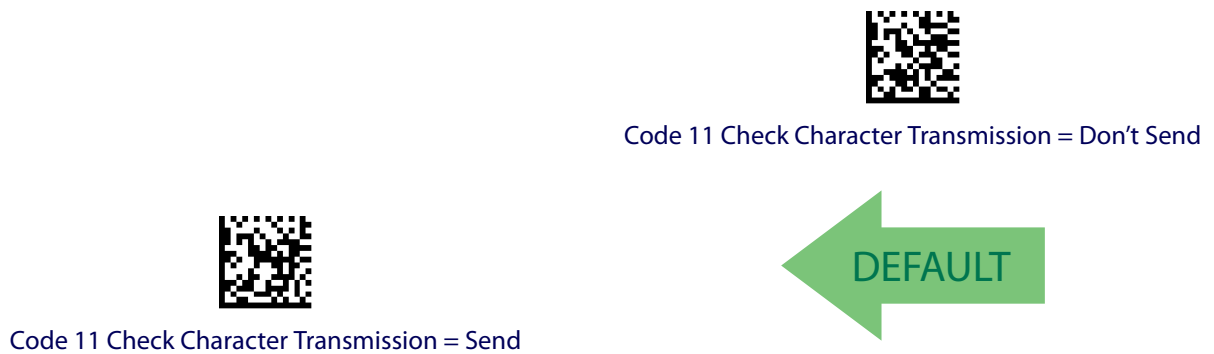 Code 11 Check Character Transmission = Don’t Send
DEFAULT
Code 11 Check Character Transmission = Send